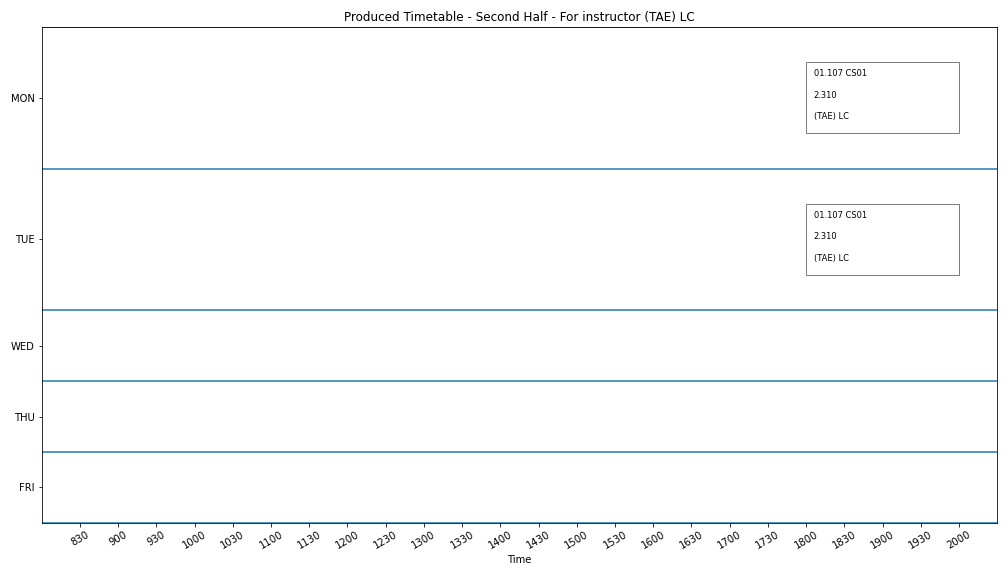 Produced Timetable - Second Half - For instructor (TAE) LC
MON
01.107 CS01
2.310
(TAE) LC
TUE
01.107 CS01
2.310
(TAE) LC
WED
THU
FRI
830 900 930 1000 1030 1100 1130 1200 1230 1300 1330 1400 1430 1500 1530 1600 1630 1700 1730 1800 1830 1900 1930 2000
Time